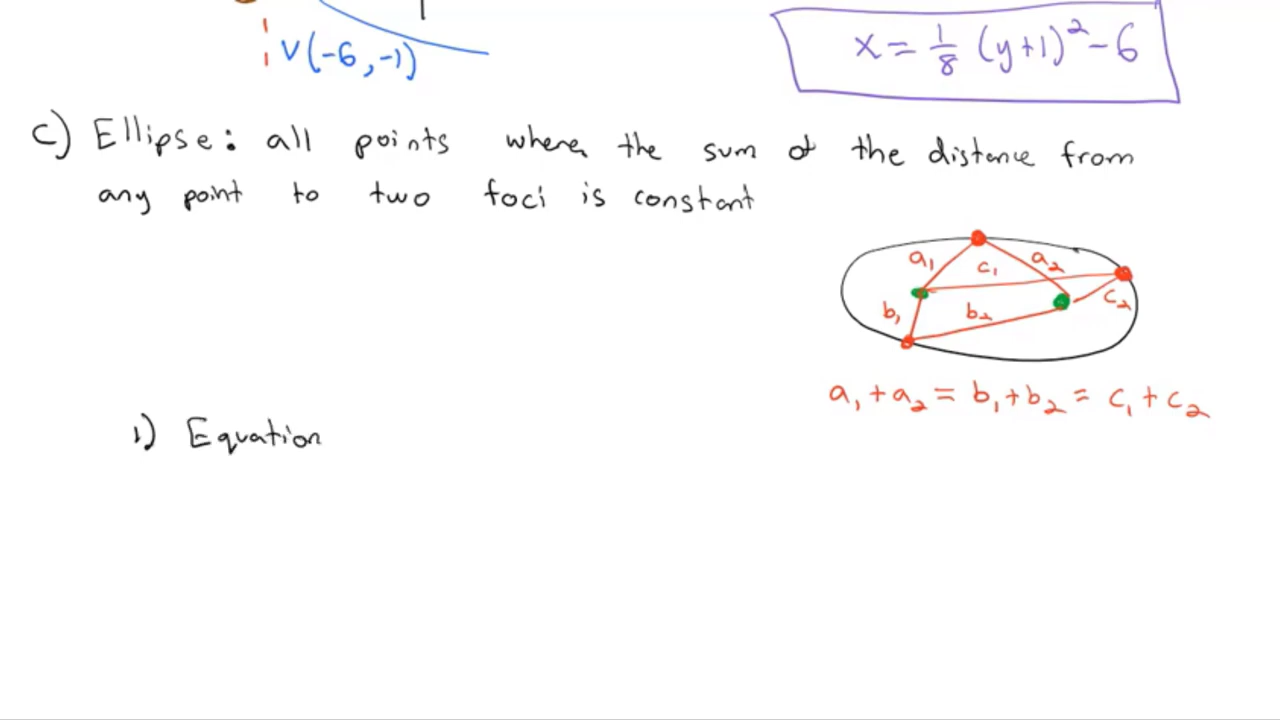 V(-6,-1)
x = 1/8 (y+1)² - 6
c) Ellipse: all points where the sum of the distance from
any point to two foci is constant
a₁ c₁ a₂
b₁ b₂ c₂
a₁ + a₂ = b₁ + b₂ = c₁ + c₂
1) Equation